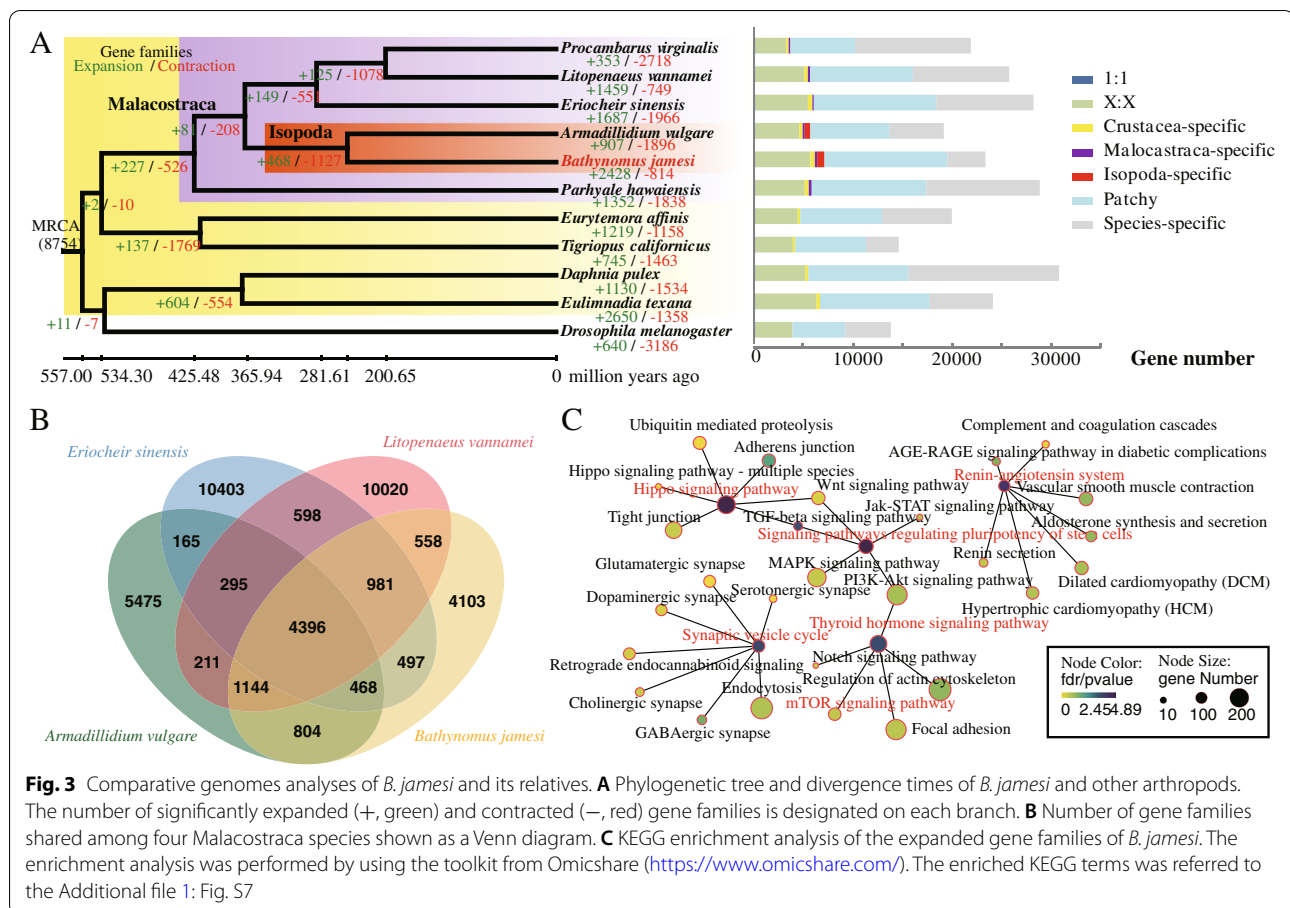 A
Gene families
Expansion / Contraction
Malacostraca
Isopoda
MRCA
(8754)
+125 / -1078
+149 / -551
+81 / -208
+468 / -1127
+227 / -526
+2 / -10
+137 / -1769
+604 / -554
+11 / -7
Procambarus virginalis
+353 / -2718
Litopenaeus vannamei
+1459 / -749
Eriocheir sinensis
+1687 / -1966
Armadillidium vulgare
+907 / -1896
Bathynomus jamesi
+2428 / -814
Parhyale hawaiensis
+1352 / -1838
Eurytemora affinis
+1219 / -1158
Tigriopus californicus
+745 / -1463
Daphnia pulex
+1130 / -1534
Eulimnadia texana
+2650 / -1358
Drosophila melanogaster
+640 / -3186
557.00 534.30 425.48 365.94 281.61 200.65 0 million years ago
0 10000 20000 30000 Gene number
1:1
X:X
Crustacea-specific
Malocastraca-specific
Isopoda-specific
Patchy
Species-specific
B
Eriocheir sinensis
Litopenaeus vannamei
Armadillidium vulgare
Bathynomus jamesi
10403
10020
598
165
558
295
981
5475
4103
4396
211
497
1144
468
804
C
Ubiquitin mediated proteolysis
Adherens junction
Hippo signaling pathway - multiple species
Hippo signaling pathway
Wnt signaling pathway
Jak-STAT signaling pathway
Tight junction
TGF-beta signaling pathway
Signaling pathways regulating pluripotency of stem cells
MAPK signaling pathway
PI3K-Akt signaling pathway
Glutamatergic synapse
Serotonergic synapse
Dopaminergic synapse
Synaptic vesicle cycle
Retrograde endocannabinoid signaling
Cholinergic synapse
Endocytosis
GABAergic synapse
Thyroid hormone signaling pathway
Notch signaling pathway
Regulation of actin cytoskeleton
mTOR signaling pathway
Focal adhesion
Complement and coagulation cascades
AGE-RAGE signaling pathway in diabetic complications
Renin-angiotensin system
Vascular smooth muscle contraction
Aldosterone synthesis and secretion
Renin secretion
Dilated cardiomyopathy (DCM)
Hypertrophic cardiomyopathy (HCM)
Node Color:
fdr/pvalue
0 2.45 4.89
Node Size:
gene Number
10 100 200
Fig. 3 Comparative genomes analyses of B. jamesi and its relatives. A Phylogenetic tree and divergence times of B. jamesi and other arthropods.
The number of significantly expanded (+, green) and contracted (−, red) gene families is designated on each branch. B Number of gene families
shared among four Malacostraca species shown as a Venn diagram. C KEGG enrichment analysis of the expanded gene families of B. jamesi. The
enrichment analysis was performed by using the toolkit from Omicshare (https://www.omicshare.com/). The enriched KEGG terms was referred to
the Additional file 1: Fig. S7